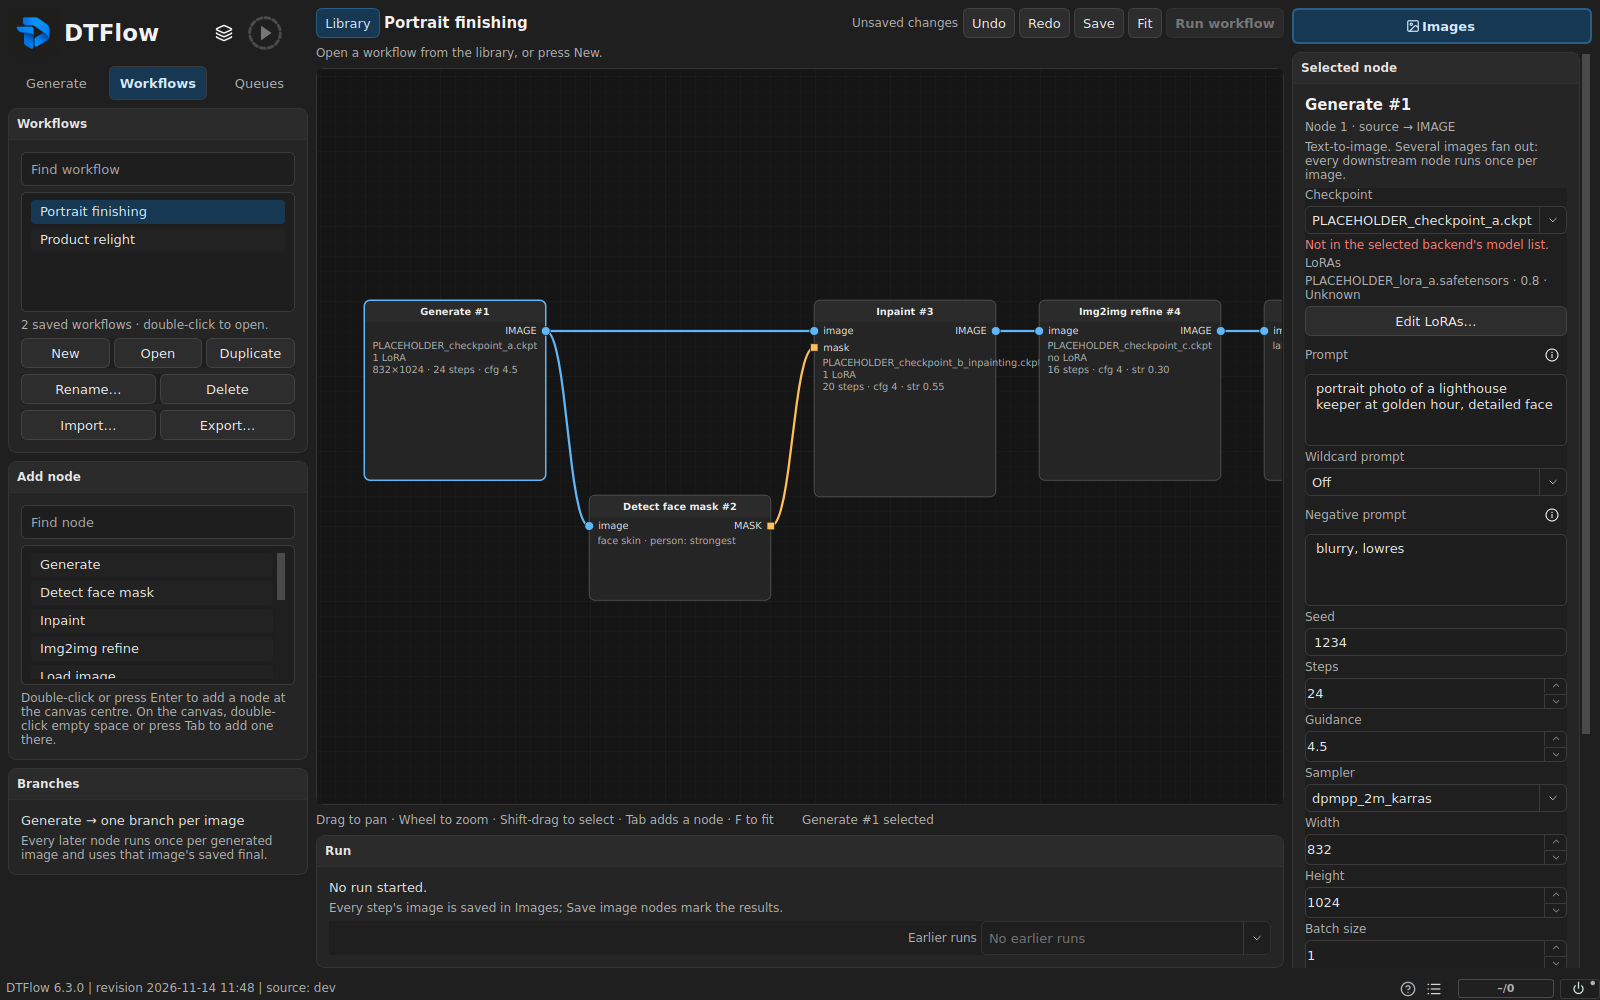 DTFlow
Generate
Workflows
Queues
Workflows
Find workflow
Portrait finishing
Product relight
2 saved workflows · double-click to open.
New
Open
Duplicate
Rename…
Delete
Import…
Export…
Add node
Find node
Generate
Detect face mask
Inpaint
Img2img refine
Load image
Double-click or press Enter to add a node at
the canvas centre. On the canvas, double-
click empty space or press Tab to add one
there.
Branches
Generate → one branch per image
Every later node runs once per generated
image and uses that image's saved final.
Library
Portrait finishing
Unsaved changes
Undo
Redo
Save
Fit
Run workflow
Open a workflow from the library, or press New.
Generate #1
IMAGE
PLACEHOLDER_checkpoint_a.ckpt
1 LoRA
832×1024 · 24 steps · cfg 4.5
Detect face mask #2
image
MASK
face skin · person: strongest
Inpaint #3
image
IMAGE
mask
PLACEHOLDER_checkpoint_b_inpainting.ckpt
1 LoRA
20 steps · cfg 4 · str 0.55
Img2img refine #4
image
IMAGE
PLACEHOLDER_checkpoint_c.ckpt
no LoRA
16 steps · cfg 4 · str 0.30
Drag to pan · Wheel to zoom · Shift-drag to select · Tab adds a node · F to fit
Generate #1 selected
Run
No run started.
Every step's image is saved in Images; Save image nodes mark the results.
Earlier runs
No earlier runs
Images
Selected node
Generate #1
Node 1 · source → IMAGE
Text-to-image. Several images fan out:
every downstream node runs once per
image.
Checkpoint
PLACEHOLDER_checkpoint_a.ckpt
Not in the selected backend's model list.
LoRAs
PLACEHOLDER_lora_a.safetensors · 0.8 ·
Unknown
Edit LoRAs…
Prompt
portrait photo of a lighthouse
keeper at golden hour, detailed face
Wildcard prompt
Off
Negative prompt
blurry, lowres
Seed
1234
Steps
24
Guidance
4.5
Sampler
dpmpp_2m_karras
Width
832
Height
1024
Batch size
1
DTFlow 6.3.0 | revision 2026-11-14 11:48 | source: dev
–/0